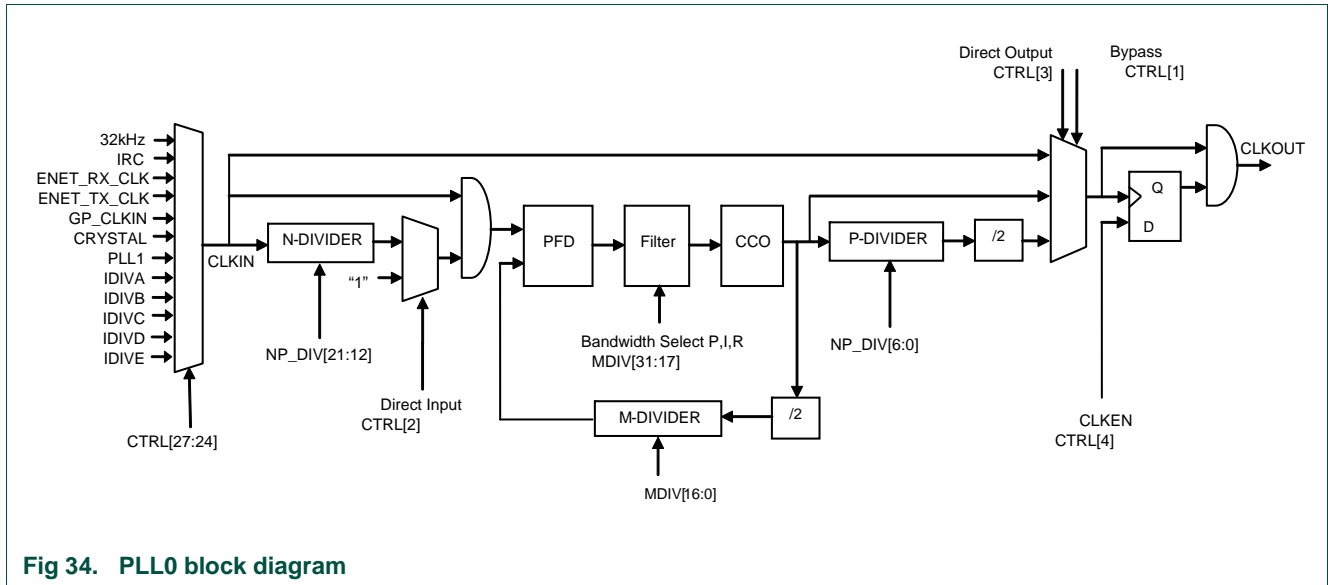 Direct Output
CTRL[3]
Bypass
CTRL[1]
32kHz
IRC
ENET_RX_CLK
ENET_TX_CLK
GP_CLKIN
CRYSTAL
PLL1
IDIVA
IDIVB
IDIVC
IDIVD
IDIVE
CTRL[27:24]
CLKIN
N-DIVIDER
NP_DIV[21:12]
“1”
Direct Input
CTRL[2]
PFD
Filter
Bandwidth Select P,I,R
MDIV[31:17]
CCO
P-DIVIDER
NP_DIV[6:0]
/2
/2
M-DIVIDER
MDIV[16:0]
Q
D
CLKEN
CTRL[4]
CLKOUT
Fig 34. PLL0 block diagram